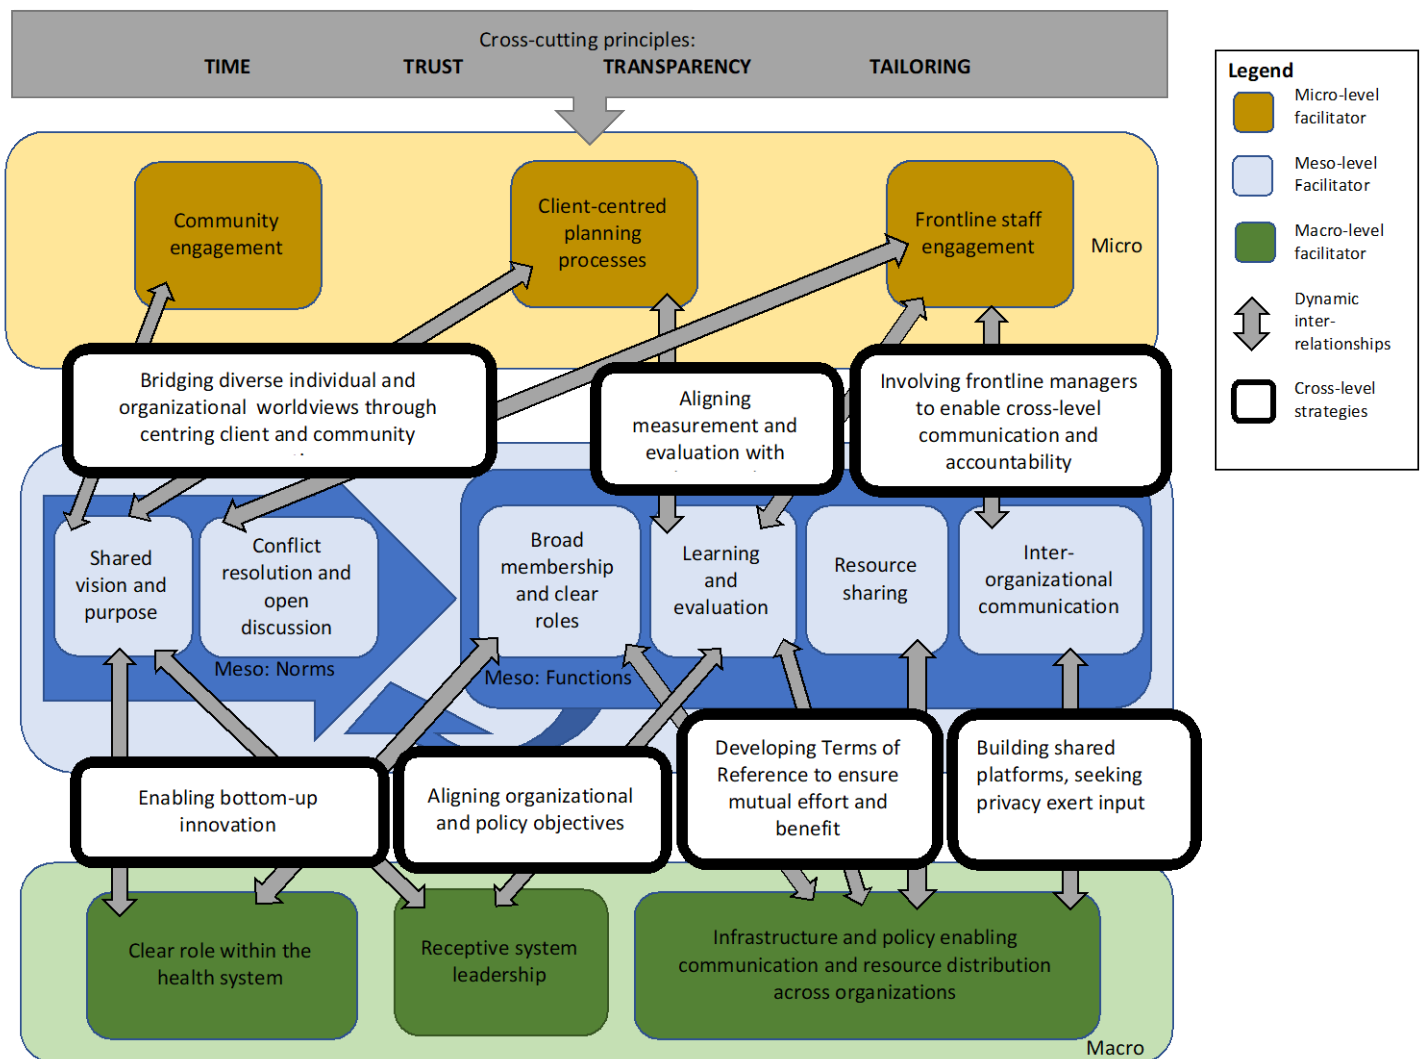 Cross-cutting principles:
TIME TRUST TRANSPARENCY TAILORING
Legend
Micro-level
facilitator
Meso-level
Facilitator
Macro-level
facilitator
Dynamic
inter-
relationships
Cross-level
strategies
Community
engagement
Client-centred
planning
processes
Frontline staff
engagement
Micro
Bridging diverse individual and
organizational worldviews through
centring client and community
Aligning
measurement and
evaluation with
Involving frontline managers
to enable cross-level
communication and
accountability
Shared
vision and
purpose
Conflict
resolution and
open
discussion
Meso: Norms
Broad
membership
and clear
roles
Learning
and
evaluation
Resource
sharing
Inter-
organizational
communication
Meso: Functions
Enabling bottom-up
innovation
Aligning organizational
and policy objectives
Developing Terms of
Reference to ensure
mutual effort and
benefit
Building shared
platforms, seeking
privacy exert input
Clear role within the
health system
Receptive system
leadership
Infrastructure and policy enabling
communication and resource distribution
across organizations
Macro